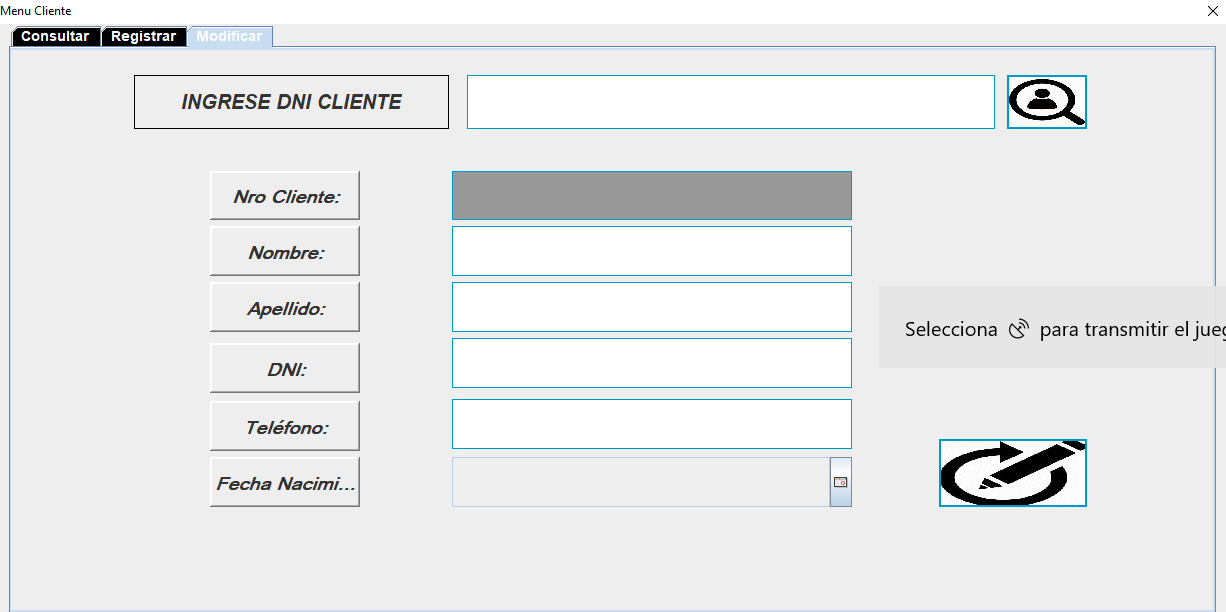 Menu Cliente
Consultar Registrar Modificar
INGRESE DNI CLIENTE
Nro Cliente:
Nombre:
Apellido:
Selecciona para transmitir el jueg
DNI:
Teléfono:
Fecha Nacimi...